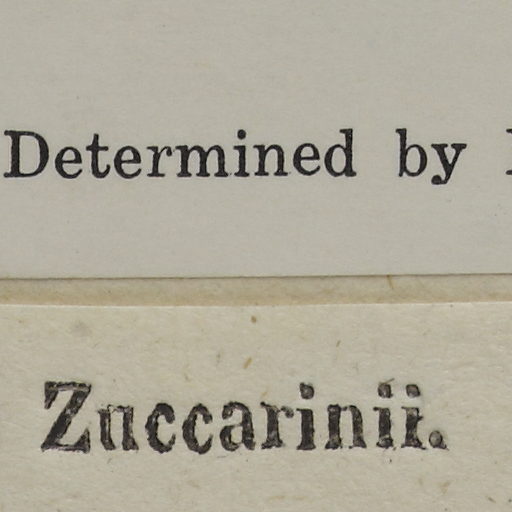 Determined by
Zuccarinii.